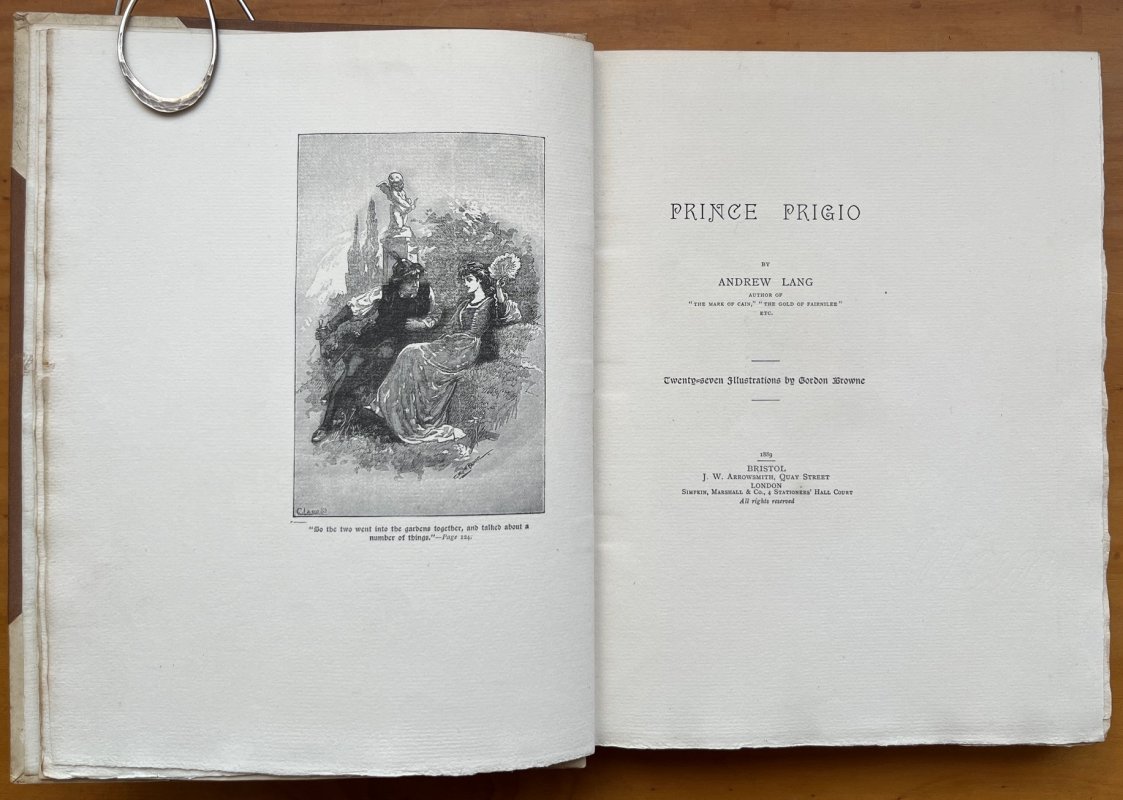 "So the two went into the gardens together, and talked about a
number of things."—Page 124.
PRINCE PRIGIO
BY
ANDREW LANG
AUTHOR OF
"THE MARK OF CAIN," "THE GOLD OF FAIRNILEE"
ETC.
Twenty-seven Illustrations by Gordon Browne
1889
BRISTOL
J. W. ARROWSMITH, QUAY STREET
LONDON
SIMPKIN, MARSHALL & CO., 4 STATIONERS' HALL COURT
All rights reserved